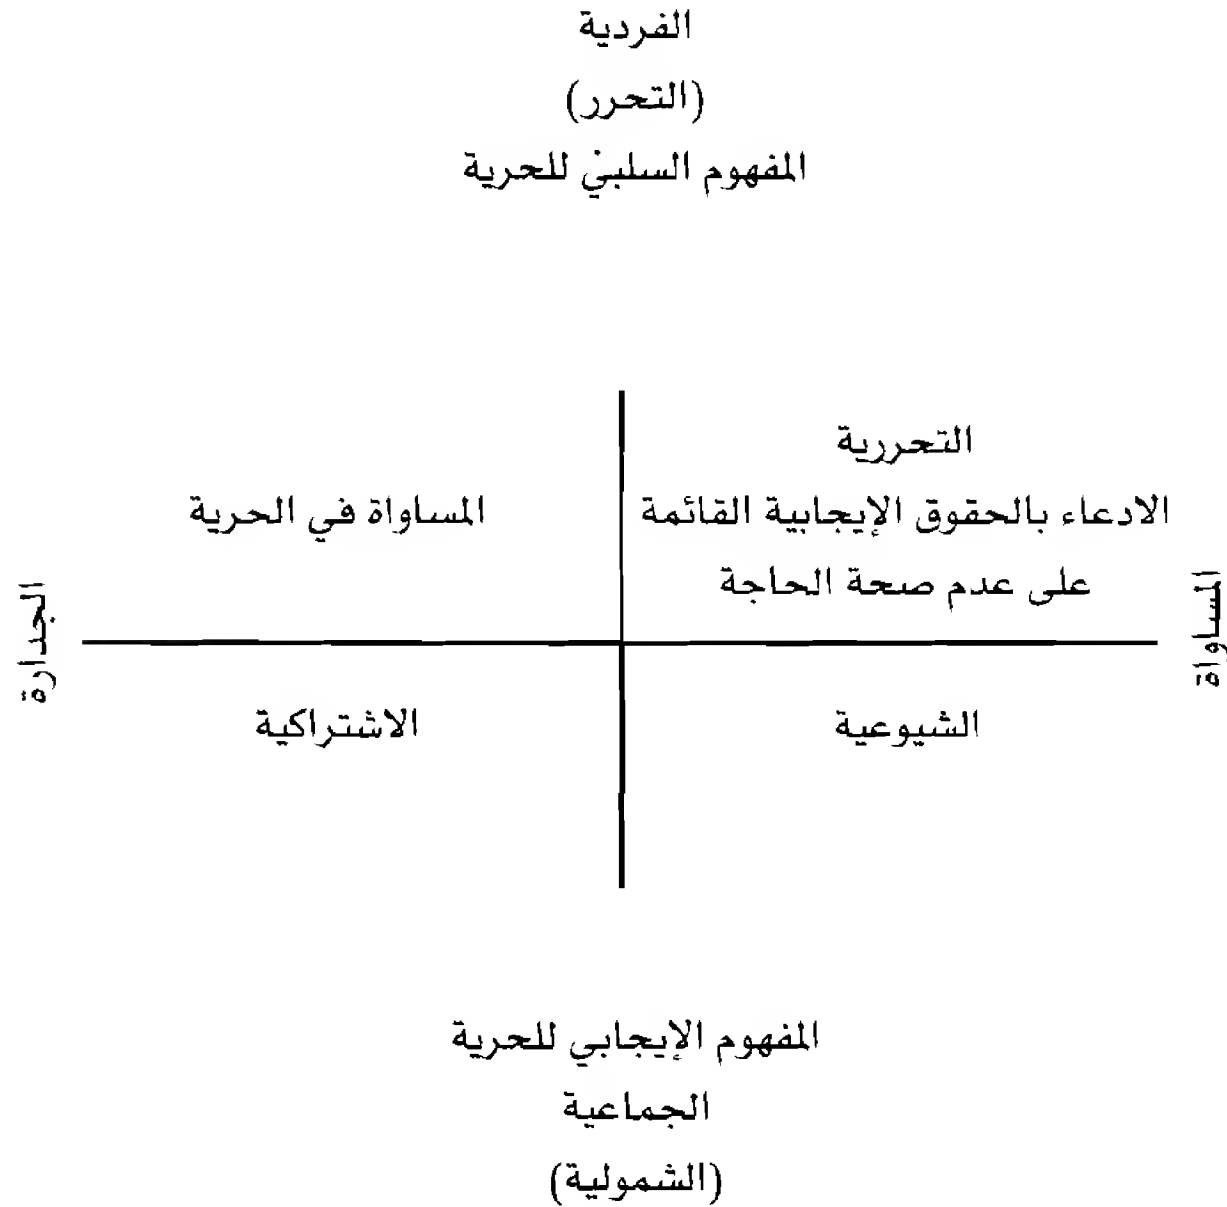 الفردية
(التحرر)
المفهوم السلبي للحرية
التحررية
الادعاء بالحقوق الإيجابية القائمة
على عدم صحة الحاجة
المساواة في الحرية
المساواة
الجدارة
الشيوعية
الاشتراكية
المفهوم الإيجابي للحرية
الجماعية
(الشمولية)